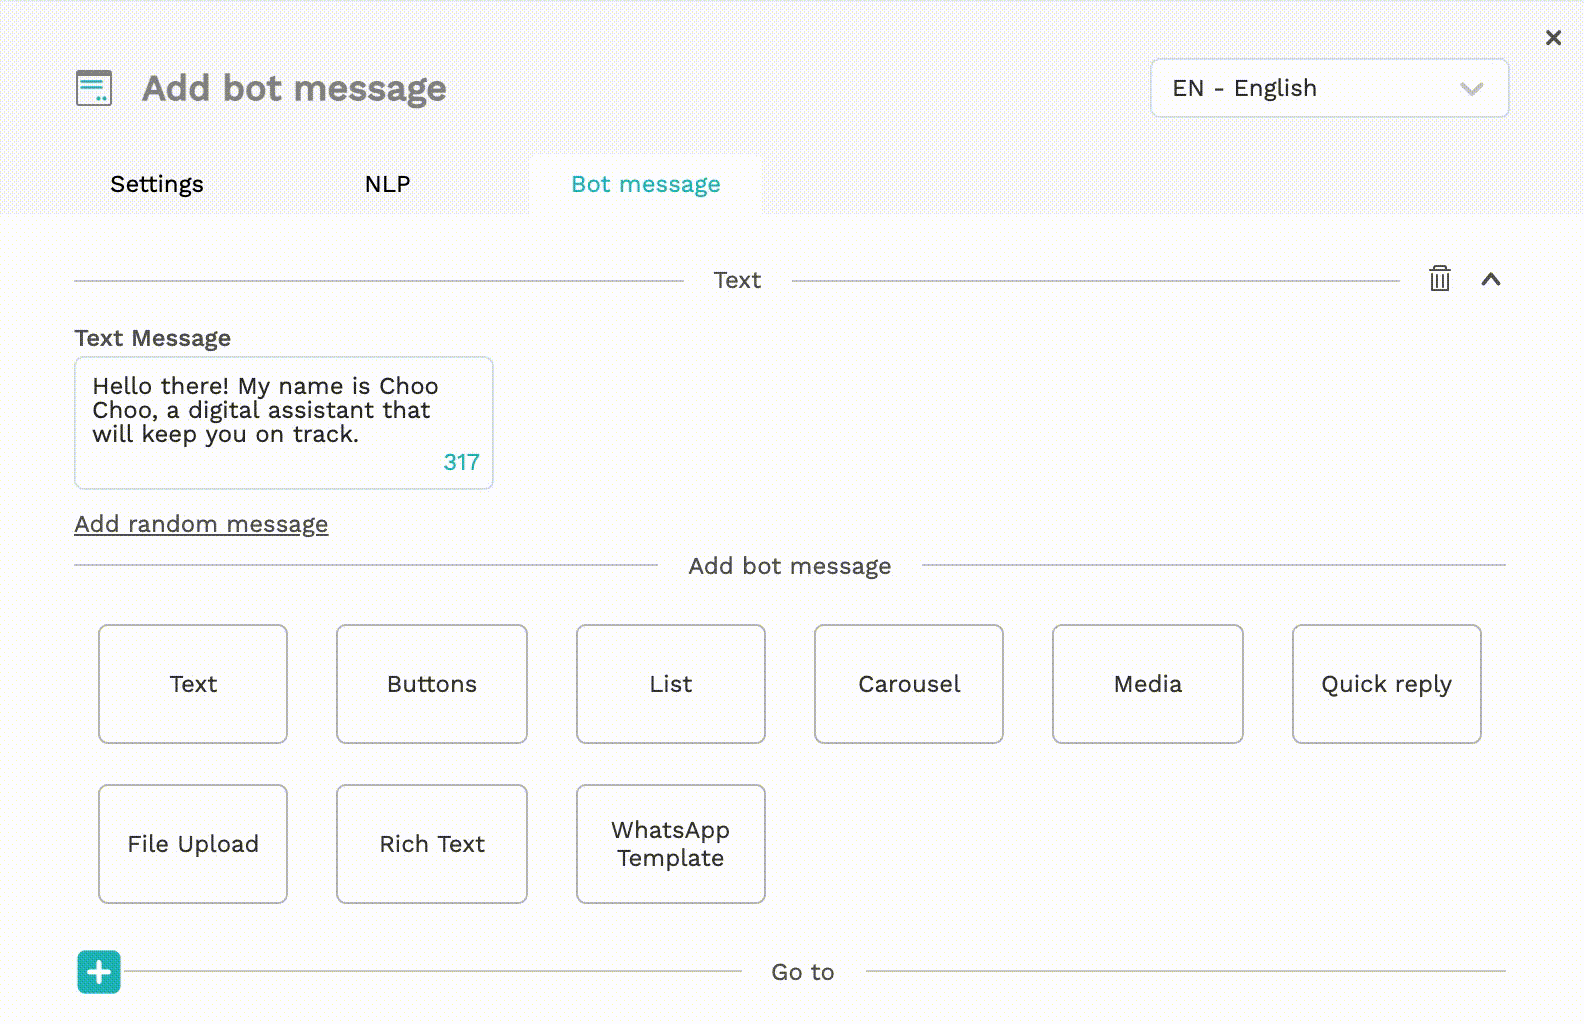 Add bot message
EN - English
Settings
NLP
Bot message
Text
Text Message
Hello there! My name is Choo
Choo, a digital assistant that
will keep you on track.
317
Add random message
Add bot message
Text
Buttons
List
Carousel
Media
Quick reply
File Upload
Rich Text
WhatsApp
Template
Go to